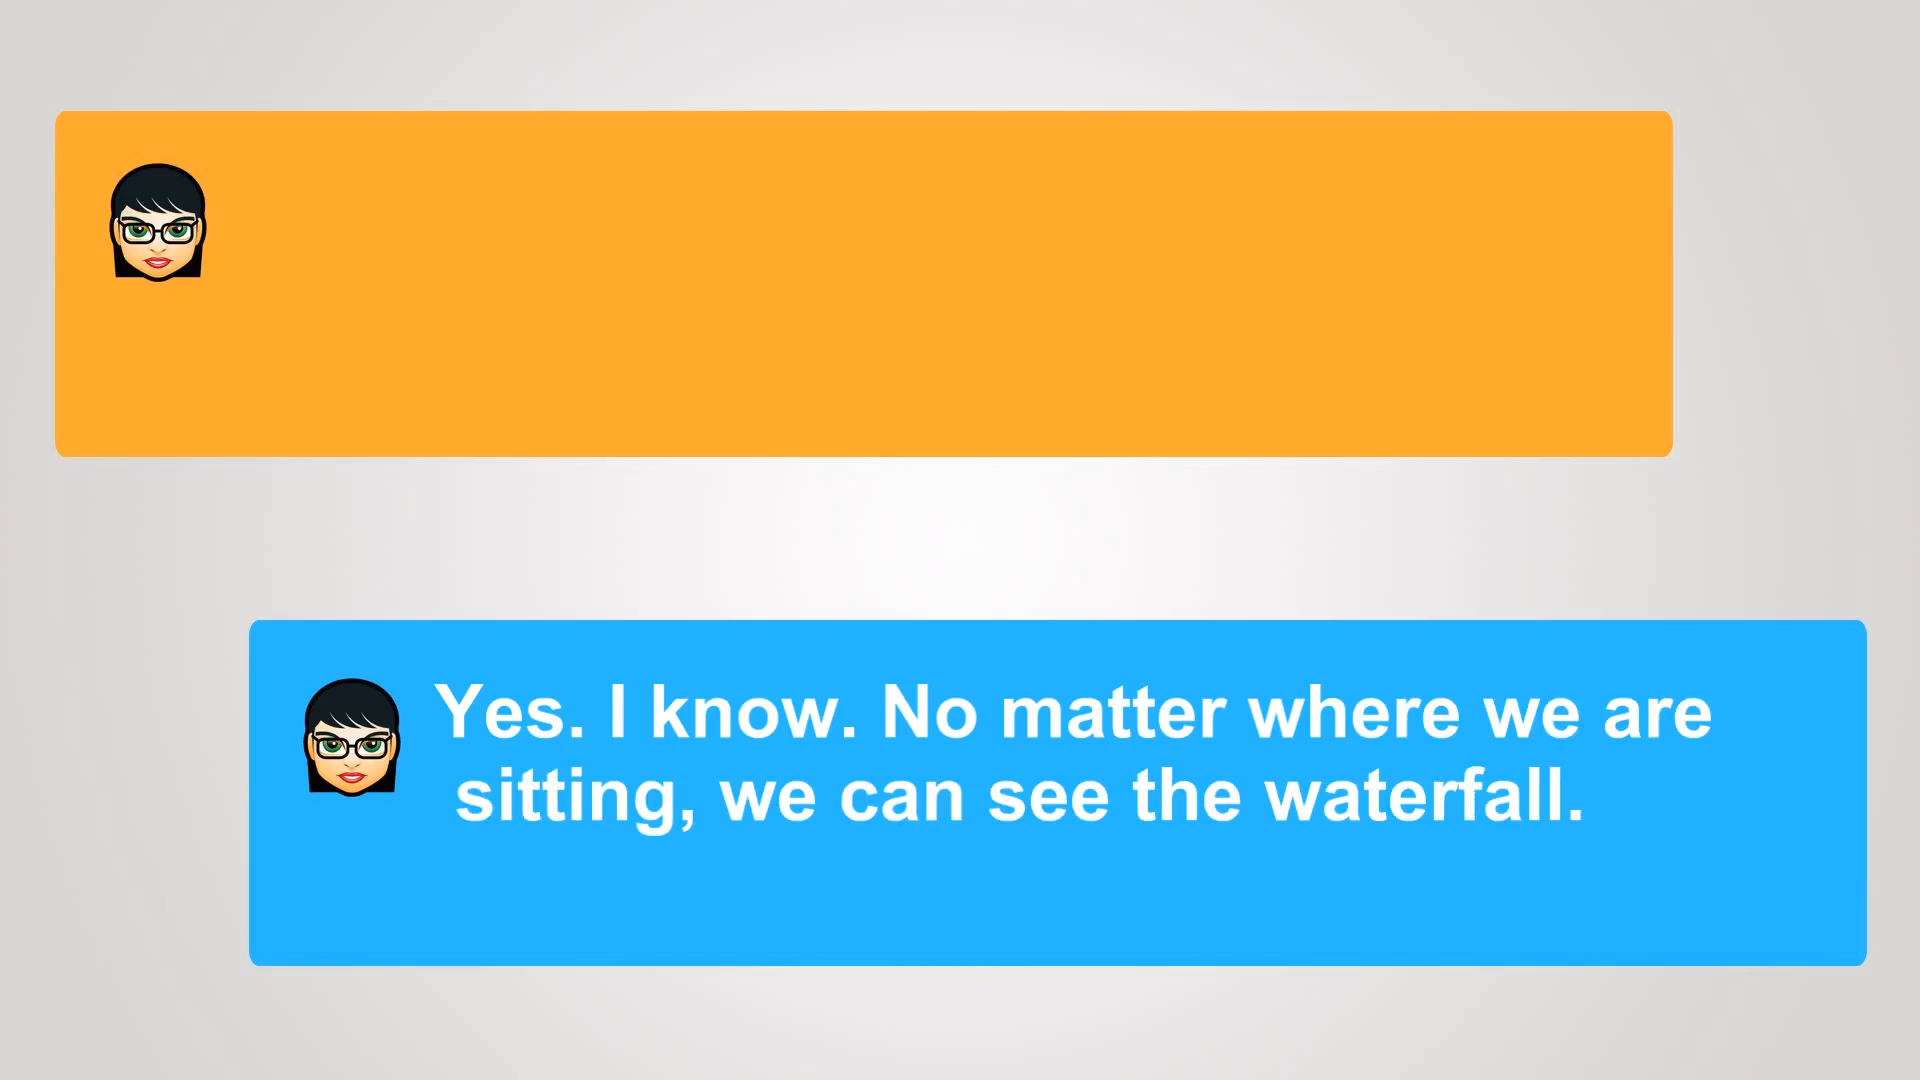 Yes. I know. No matter where we are
sitting, we can see the waterfall.